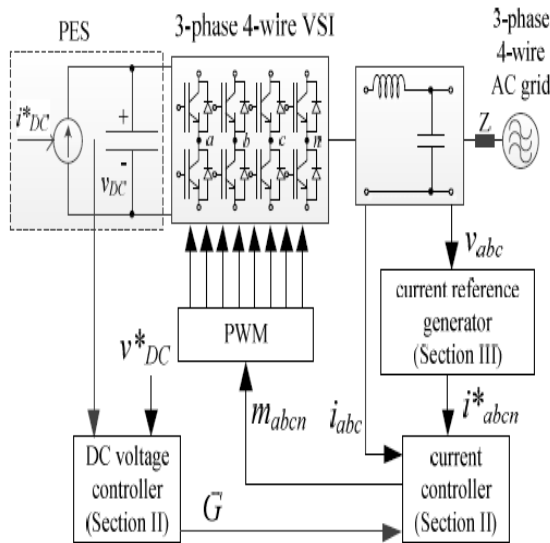 PES
3-phase 4-wire VSI
3-phase
4-wire
AC grid
i*DC
+
-
vDC
a
b
c
n
Z
vabc
PWM
current reference
generator
(Section III)
v*DC
mabcn
iabc
i*abcn
DC voltage
controller
(Section II)
G
current
controller
(Section II)